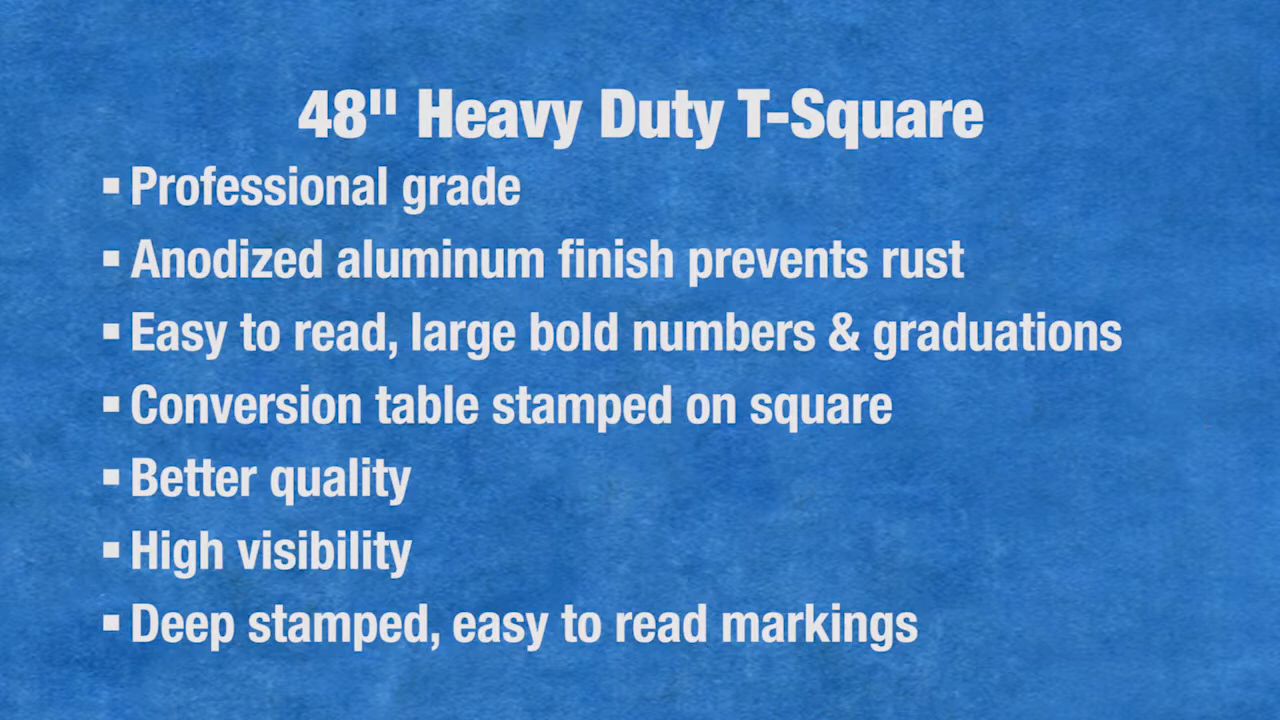 48" Heavy Duty T-Square
▪ Professional grade
▪ Anodized aluminum finish prevents rust
▪ Easy to read, large bold numbers & graduations
▪ Conversion table stamped on square
▪ Better quality
▪ High visibility
▪ Deep stamped, easy to read markings